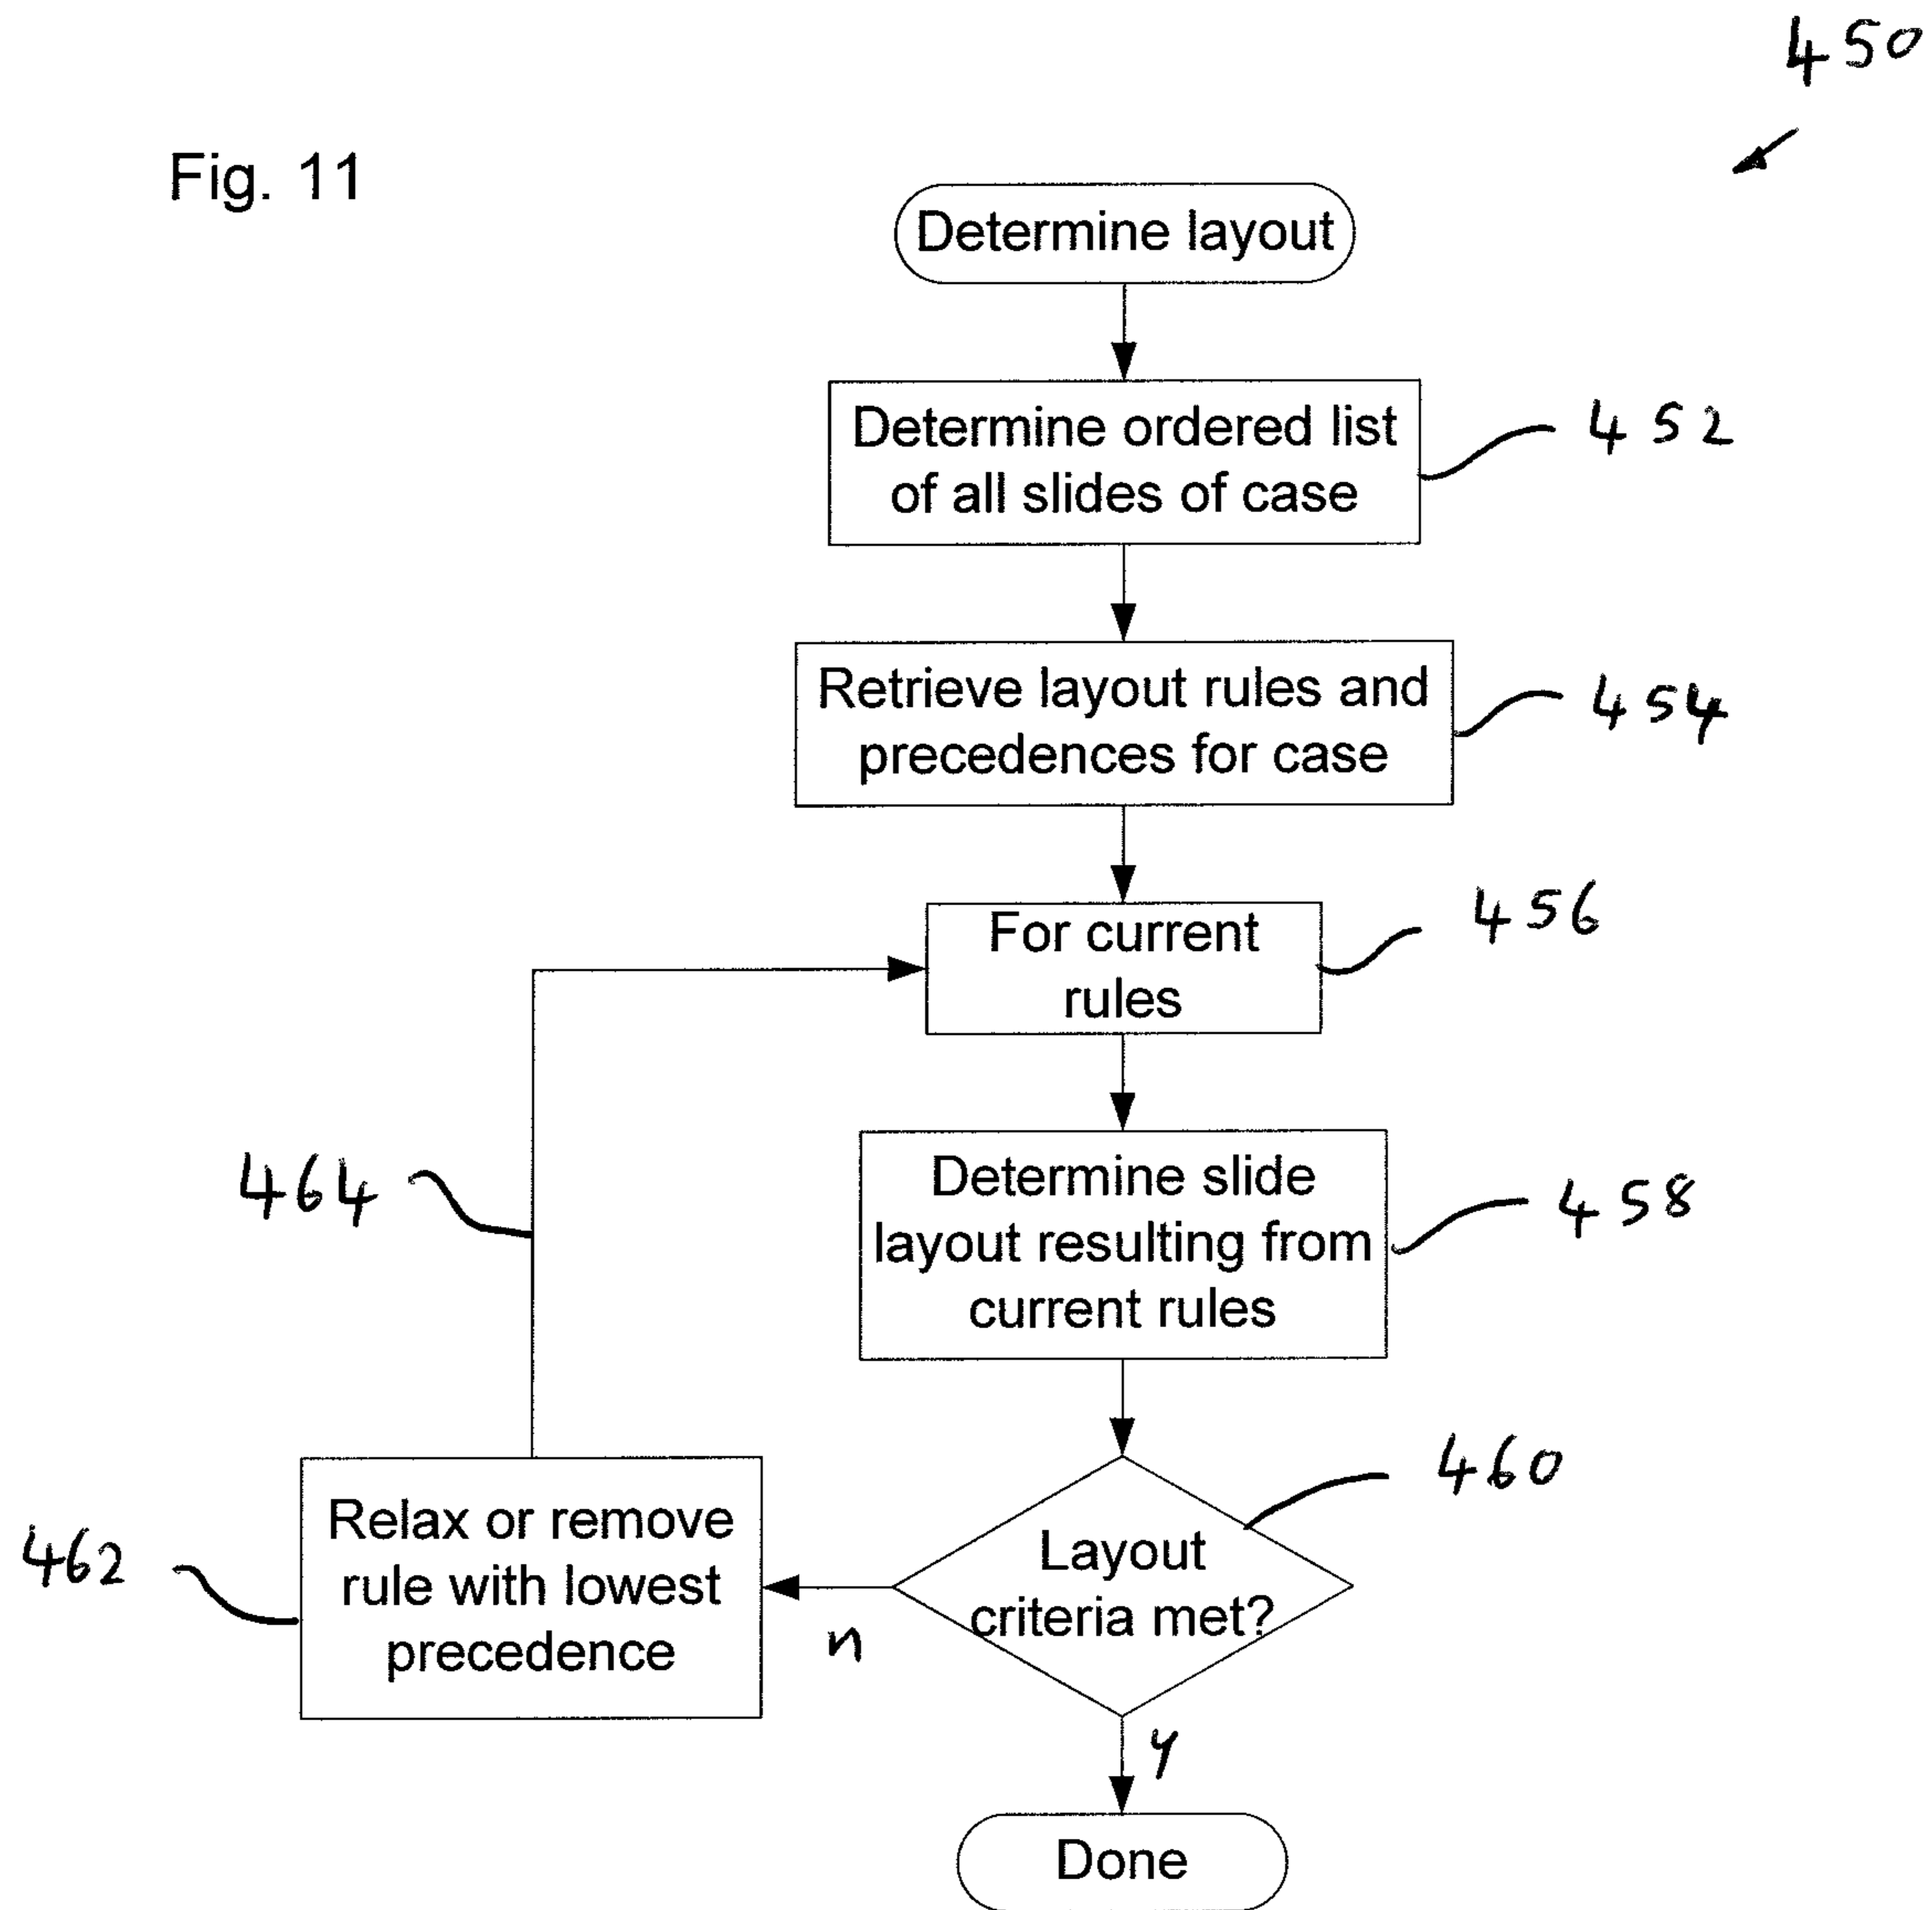 450
Fig. 11
Determine layout
Determine ordered list
of all slides of case
452
Retrieve layout rules and
precedences for case
454
For current
rules
456
Determine slide
layout resulting from
current rules
458
464
Layout
criteria met?
460
Relax or remove
rule with lowest
precedence
462
n
y
Done